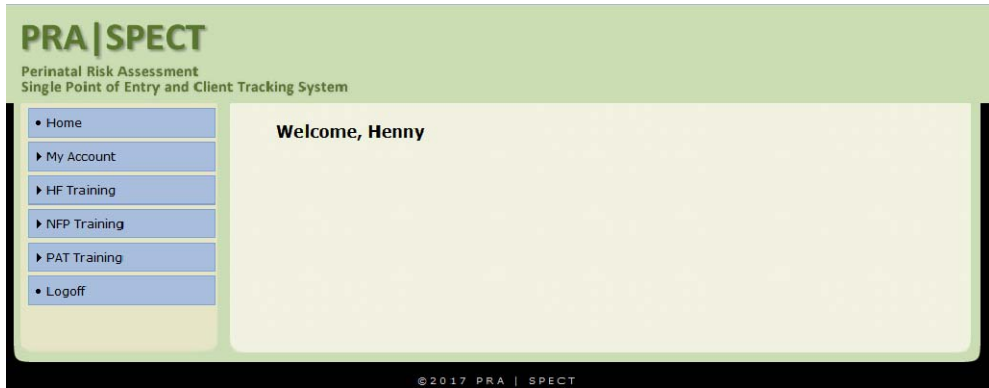 PRA|SPECT
Perinatal Risk Assessment
Single Point of Entry and Client Tracking System
• Home
▸ My Account
▸ HF Training
▸ NFP Training
▸ PAT Training
• Logoff
Welcome, Henny
©2017 PRA | SPECT